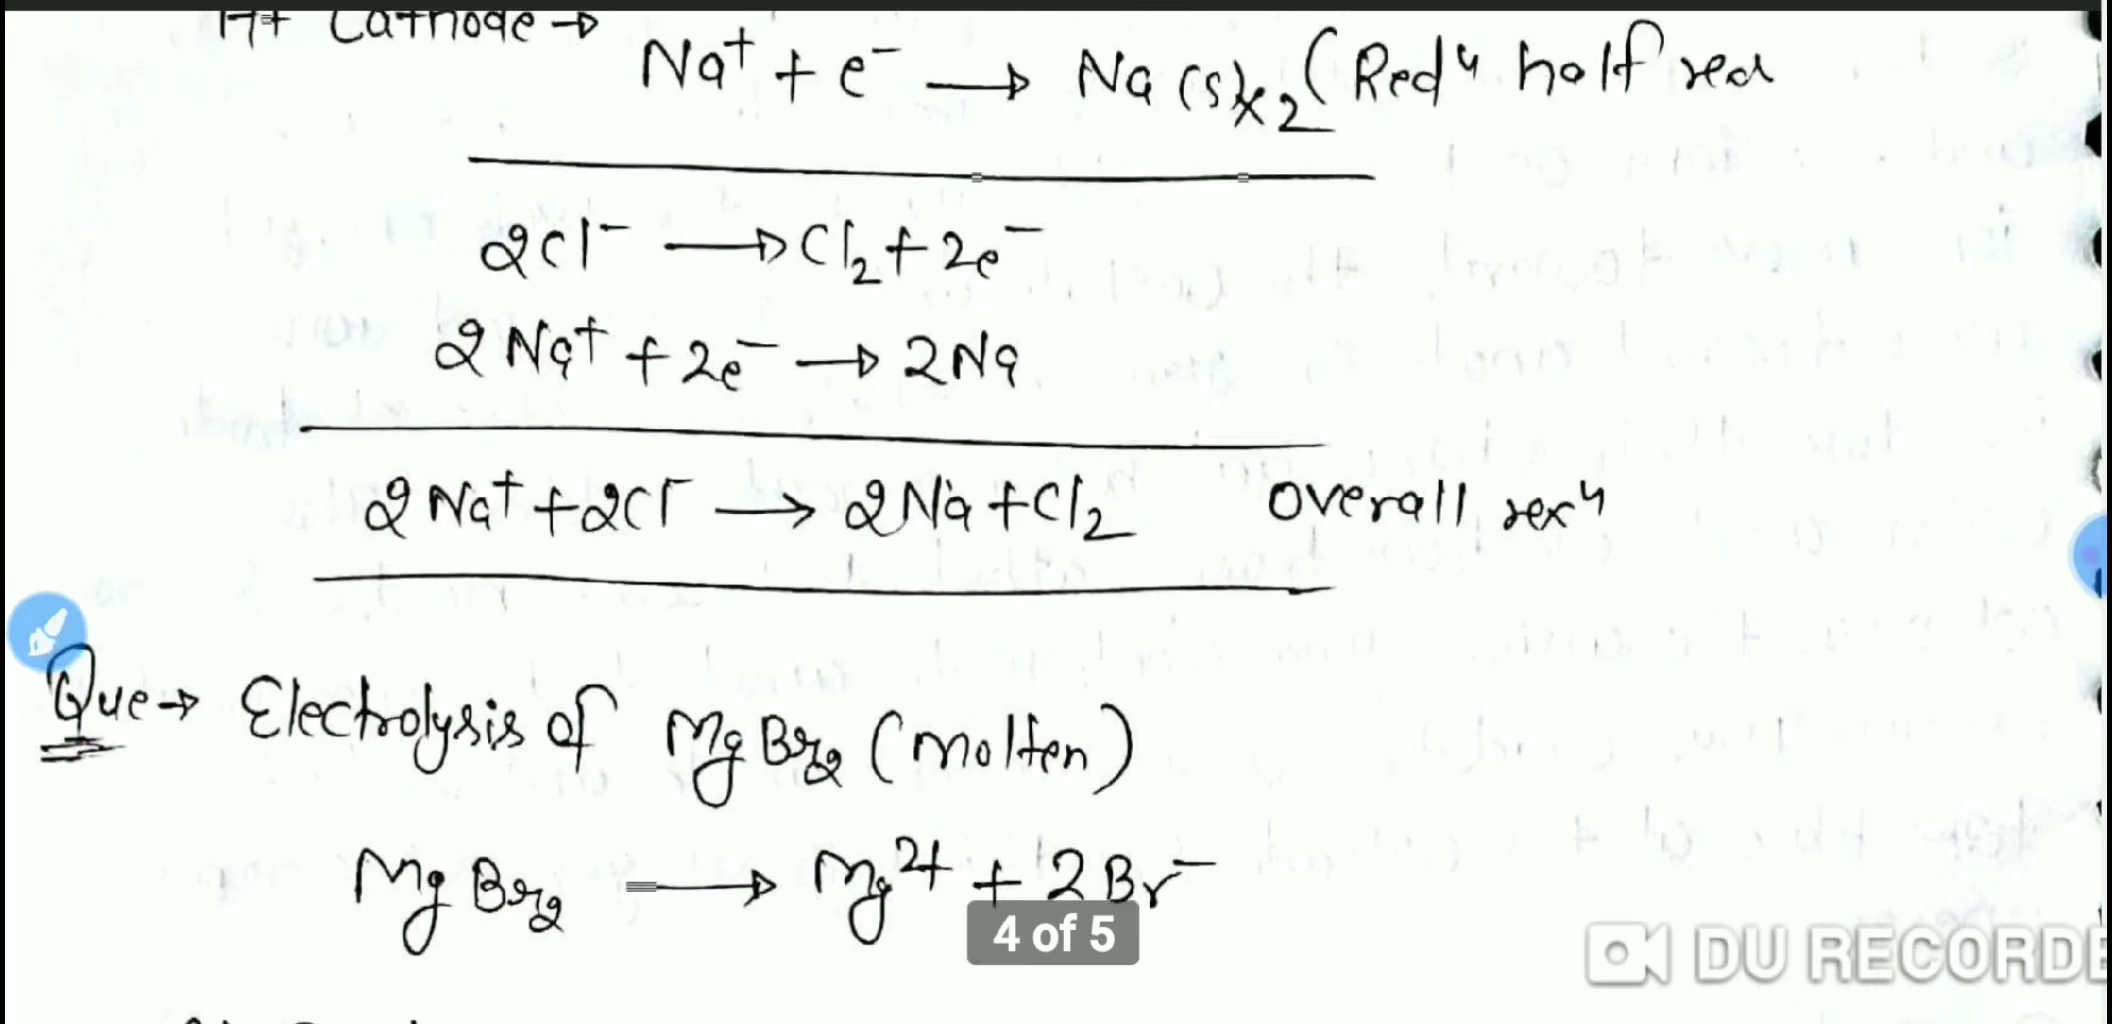 At Cathode →
Na⁺ + e⁻ → Na (s) x 2 (Redⁿ half rea
2Cl⁻ → Cl₂ + 2e⁻
2Na⁺ + 2e⁻ → 2Na
2Na⁺ + 2Cl⁻ → 2Na + Cl₂ overall rexⁿ
Que → Electrolysis of MgBr₂ (molten)
MgBr₂ → Mg²⁺ + 2Br⁻
4 of 5
DU RECORDE